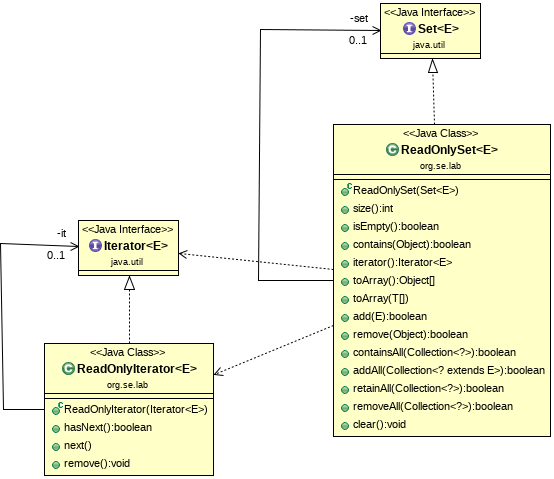 <<Java Interface>>
I Set<E>
java.util
-set
0..1
<<Java Class>>
C ReadOnlySet<E>
org.se.lab
C ReadOnlySet(Set<E>)
size():int
isEmpty():boolean
contains(Object):boolean
iterator():Iterator<E>
toArray():Object[]
toArray(T[])
add(E):boolean
remove(Object):boolean
containsAll(Collection<?>):boolean
addAll(Collection<? extends E>):boolean
retainAll(Collection<?>):boolean
removeAll(Collection<?>):boolean
clear():void
<<Java Interface>>
I Iterator<E>
java.util
-it
0..1
<<Java Class>>
C ReadOnlyIterator<E>
org.se.lab
C ReadOnlyIterator(Iterator<E>)
hasNext():boolean
next()
remove():void